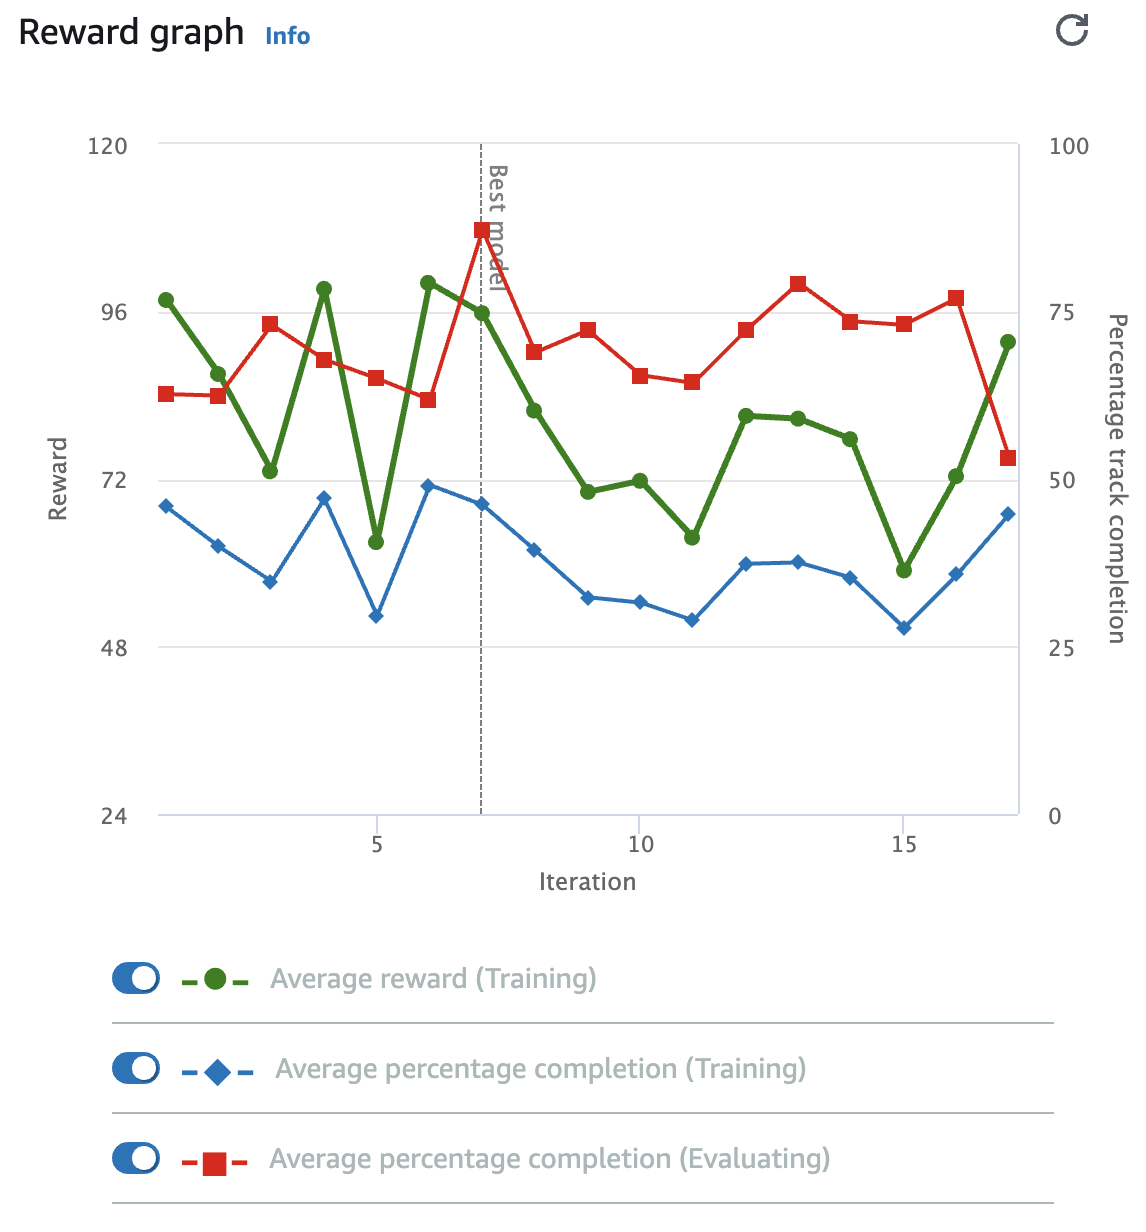 Reward graph Info
120
100
Best model
96
75
72
50
48
25
24
0
Reward
Percentage track completion
5
10
15
Iteration
Average reward (Training)
Average percentage completion (Training)
Average percentage completion (Evaluating)